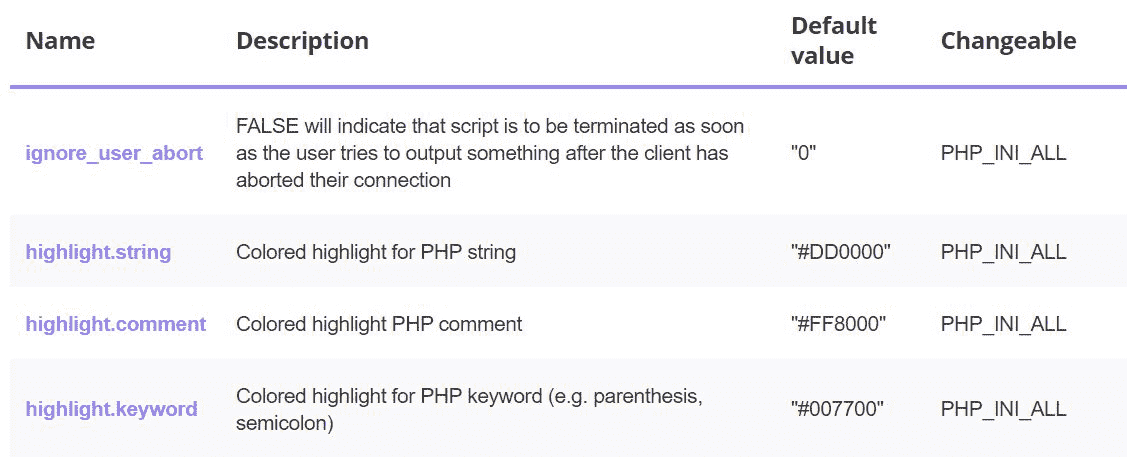 Name Description Default value Changeable
ignore_user_abort FALSE will indicate that script is to be terminated as soon
as the user tries to output something after the client has
aborted their connection "0" PHP_INI_ALL
highlight.string Colored highlight for PHP string "#DD0000" PHP_INI_ALL
highlight.comment Colored highlight PHP comment "#FF8000" PHP_INI_ALL
highlight.keyword Colored highlight for PHP keyword (e.g. parenthesis,
semicolon) "#007700" PHP_INI_ALL